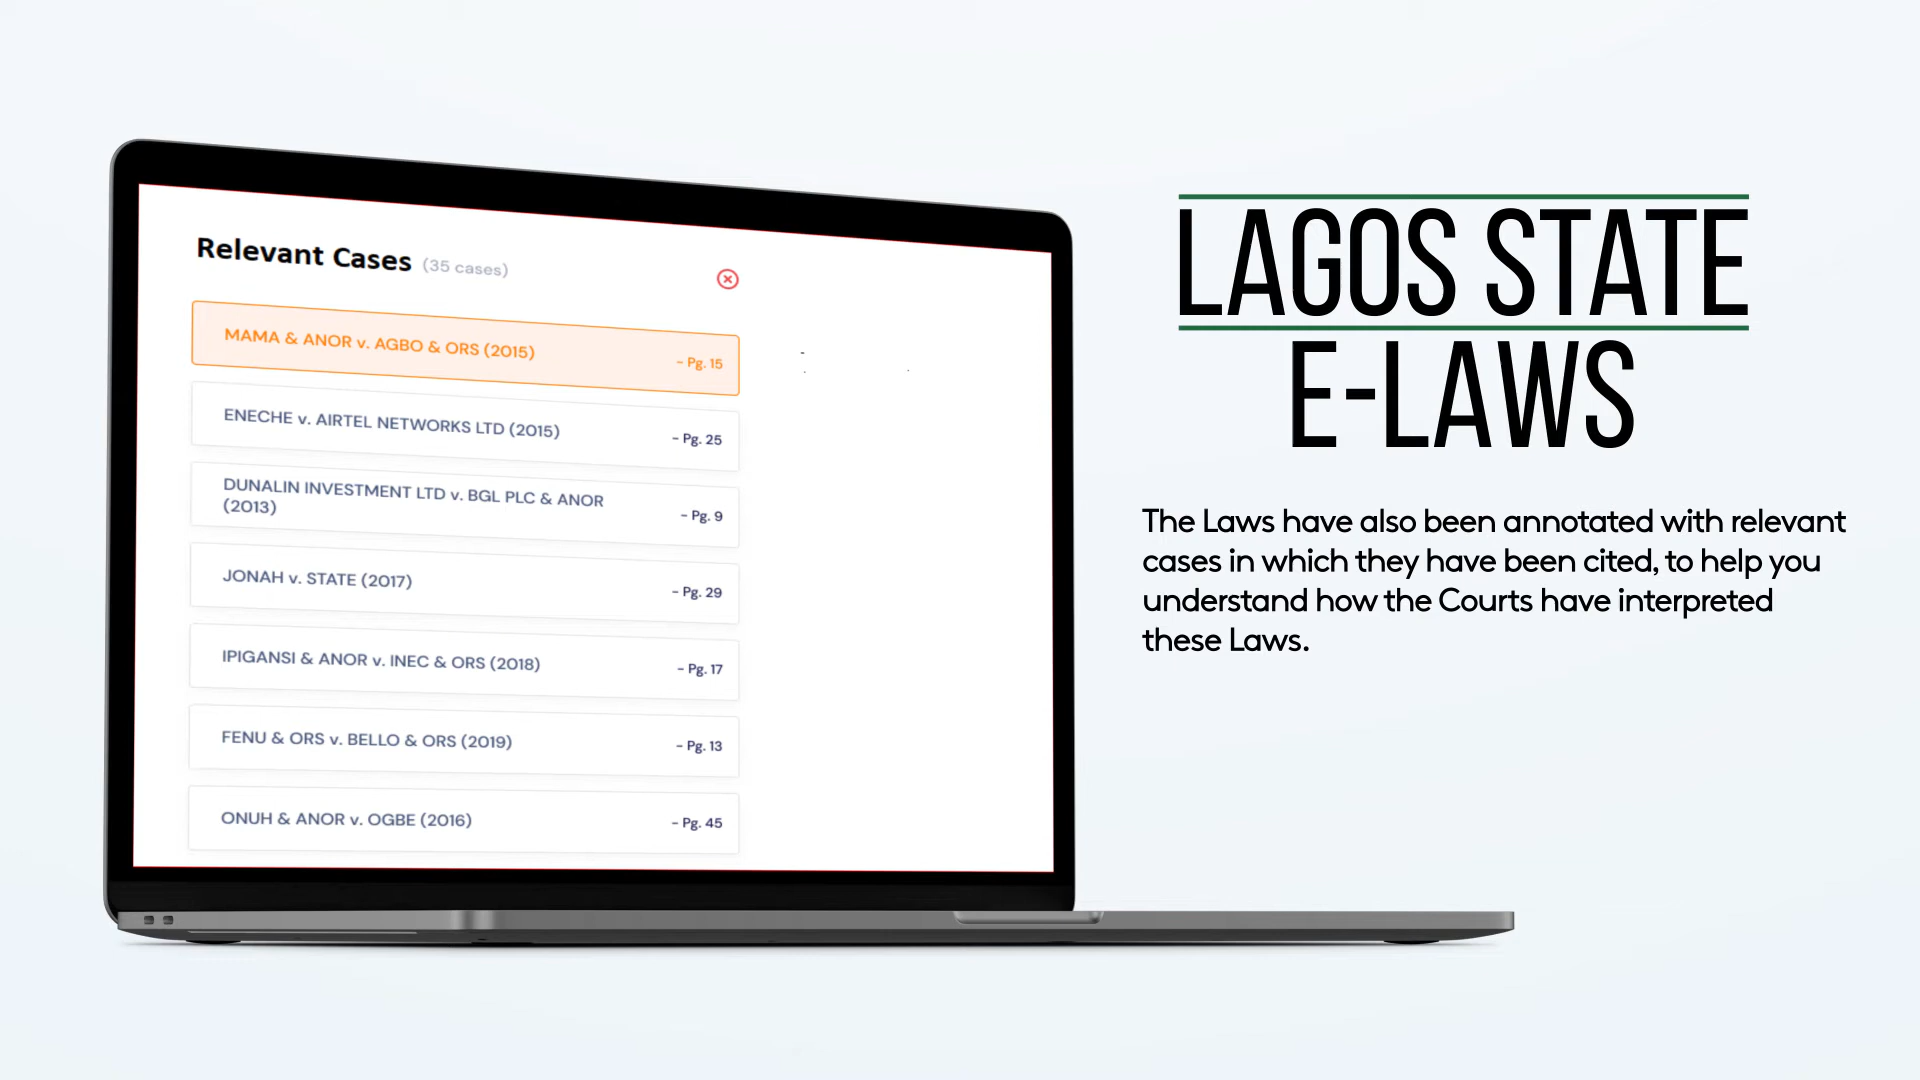 Relevant Cases (35 cases)
MAMA & ANOR v. AGBO & ORS (2015) - Pg. 15
ENECHE v. AIRTEL NETWORKS LTD (2015) - Pg. 25
DUNALIN INVESTMENT LTD v. BGL PLC & ANOR
(2013) - Pg. 9
JONAH v. STATE (2017) - Pg. 29
IPIGANSI & ANOR v. INEC & ORS (2018) - Pg. 17
FENU & ORS v. BELLO & ORS (2019) - Pg. 13
ONUH & ANOR v. OGBE (2016) - Pg. 45
LAGOS STATE
E-LAWS
The Laws have also been annotated with relevant
cases in which they have been cited, to help you
understand how the Courts have interpreted
these Laws.